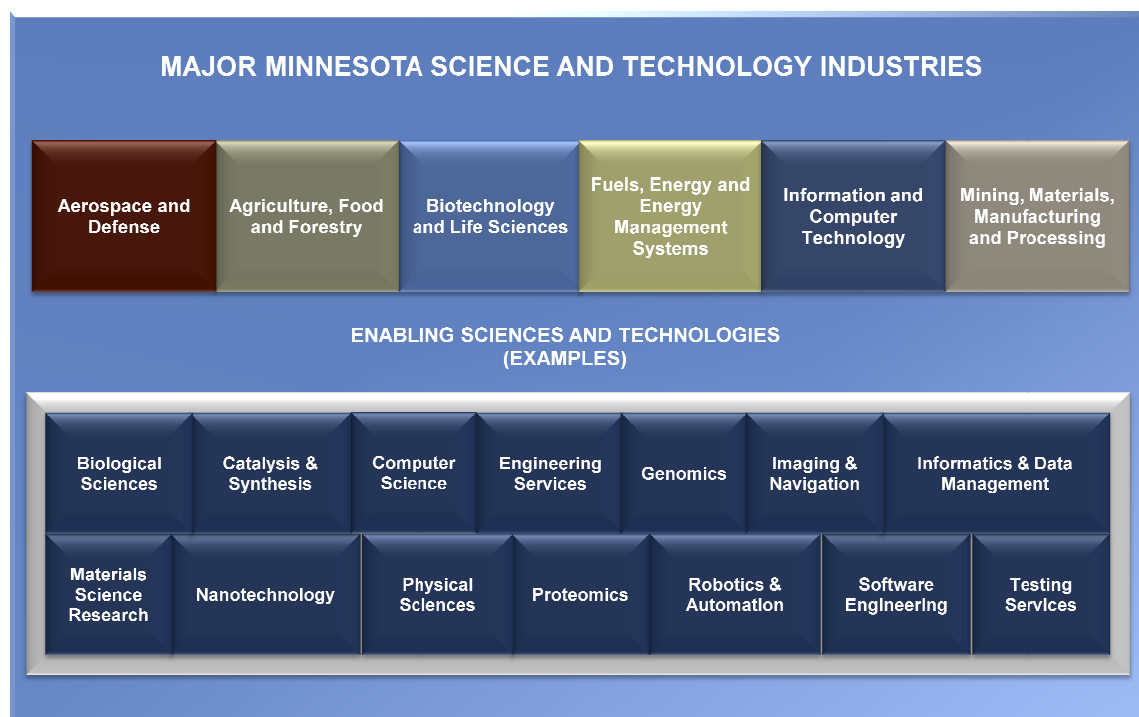 MAJOR MINNESOTA SCIENCE AND TECHNOLOGY INDUSTRIES
Aerospace and
Defense
Agriculture, Food
and Forestry
Biotechnology
and Life Sciences
Fuels, Energy and
Energy
Management
Systems
Information and
Computer
Technology
Mining, Materials,
Manufacturing
and Processing
ENABLING SCIENCES AND TECHNOLOGIES
(EXAMPLES)
Biological
Sciences
Catalysis &
Synthesis
Computer
Science
Engineering
Services
Genomics
Imaging &
Navigation
Informatics & Data
Management
Materials
Science
Research
Nanotechnology
Physical
Sciences
Proteomics
Robotics &
Automation
Software
Engineering
Testing
Services